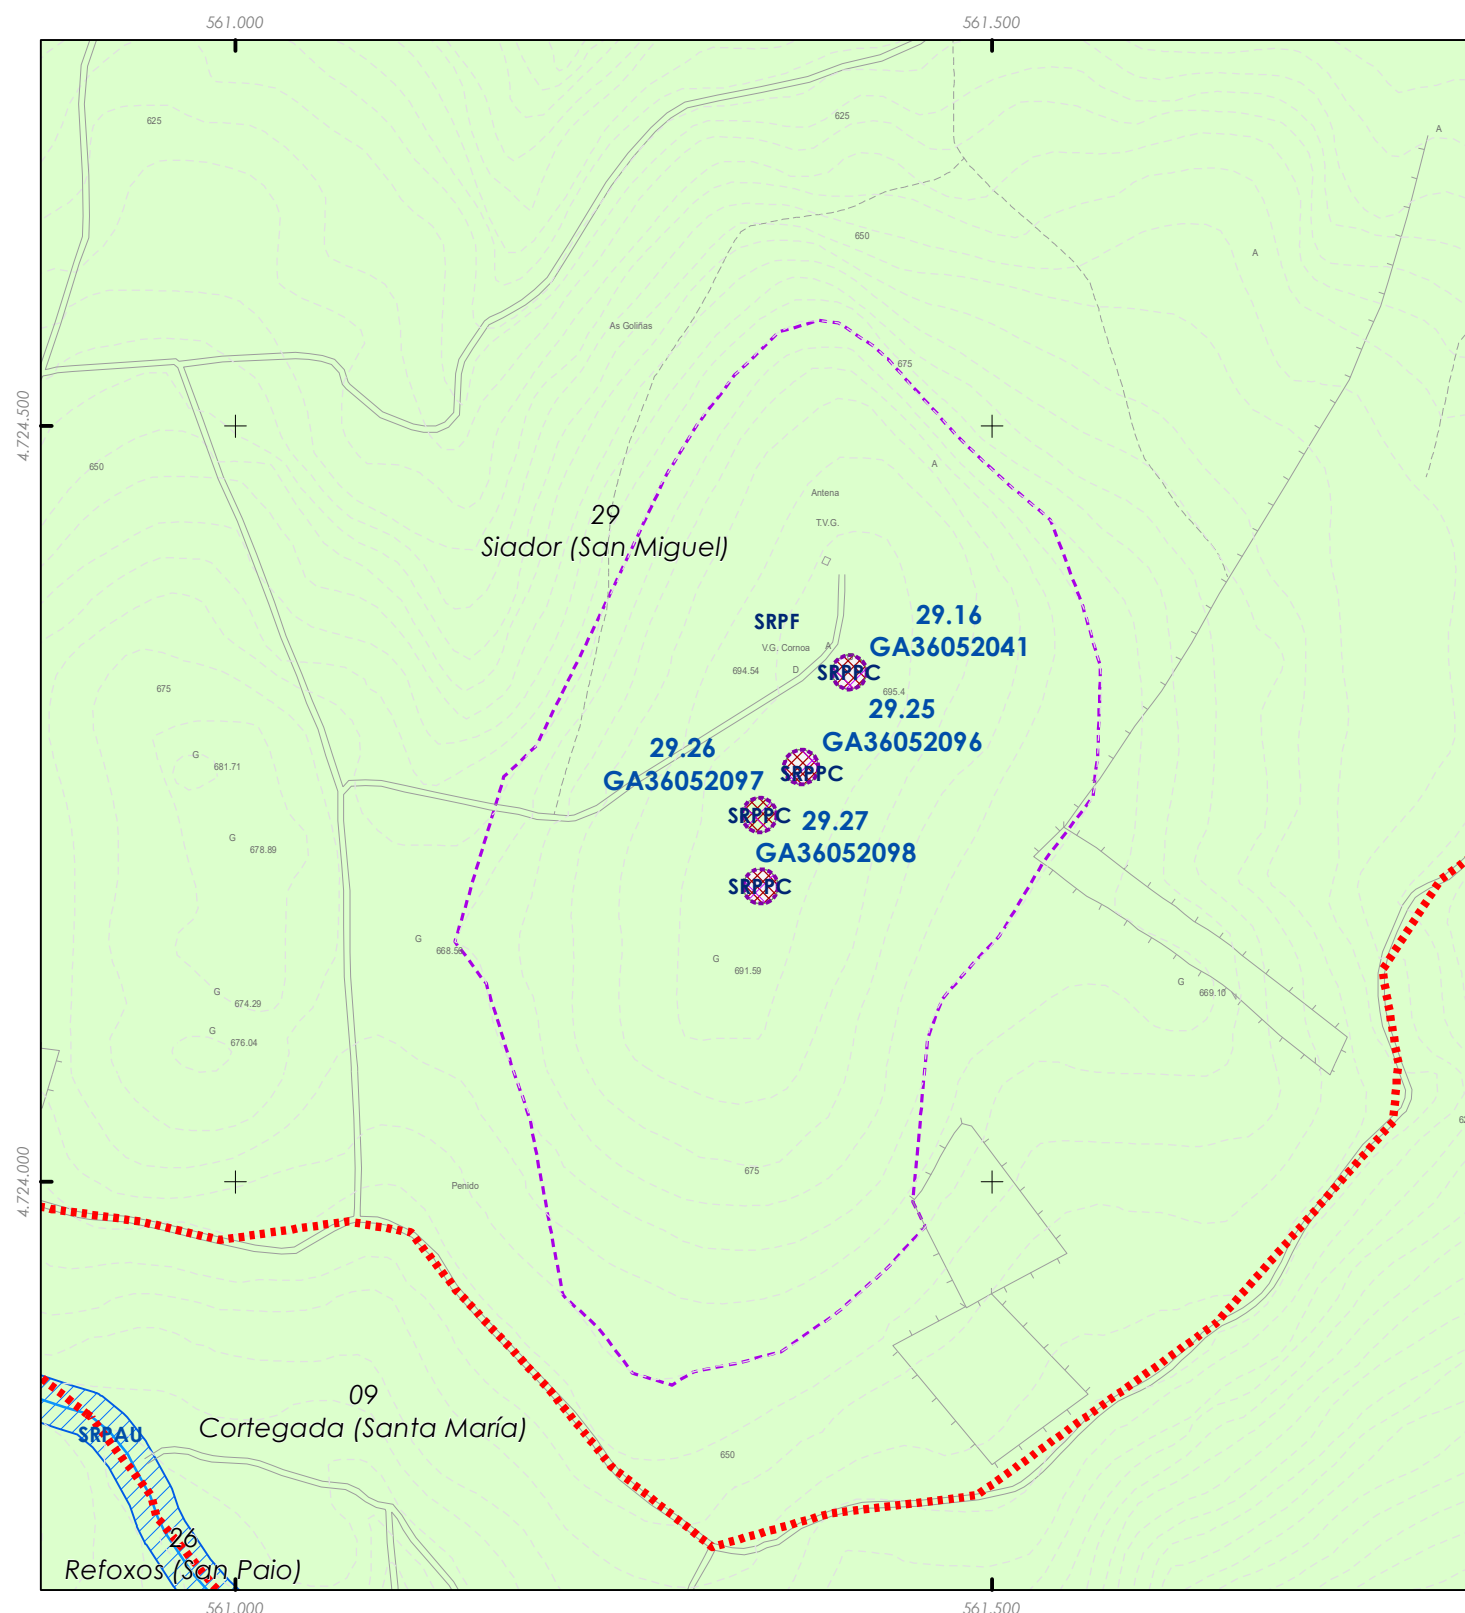 561.000
561.500
A
625
625
650
A
As Goliñas
675
4.724.500
650
A
Antena
29
T.V.G.
Siador (San Miguel)
29.16
SRPF
GA36052041
V.G. Cornoa
A
694.54
D
SRPPC
675
695.4
29.25
GA36052096
29.26
G
681.71
GA36052097
SRPPC
SRPPC
29.27
G
678.89
GA36052098
SRPPC
G
668.56
G
691.59
G
669.10
G
674.29
G
676.04
4.724.000
675
Penido
09
Cortegada (Santa María)
SRPAU
650
26
Refoxos (San Paio)
561.000
561.500